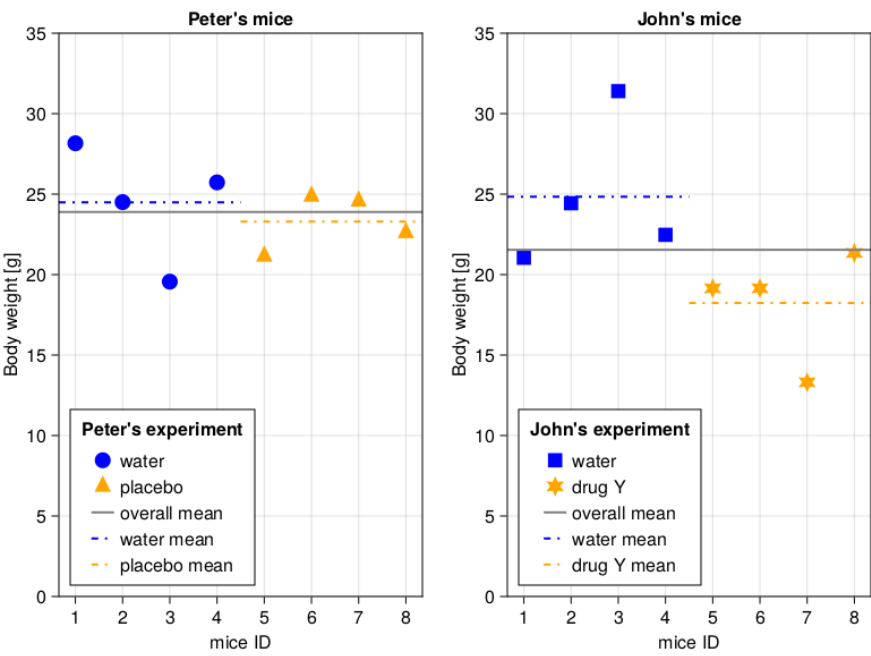 Peter's mice
35
30
25
20
15
10
5
0
Body weight [g]
Peter's experiment
water
placebo
overall mean
water mean
placebo mean
1 2 3 4 5 6 7 8
mice ID
John's mice
35
30
25
20
15
10
5
0
Body weight [g]
John's experiment
water
drug Y
overall mean
water mean
drug Y mean
1 2 3 4 5 6 7 8
mice ID